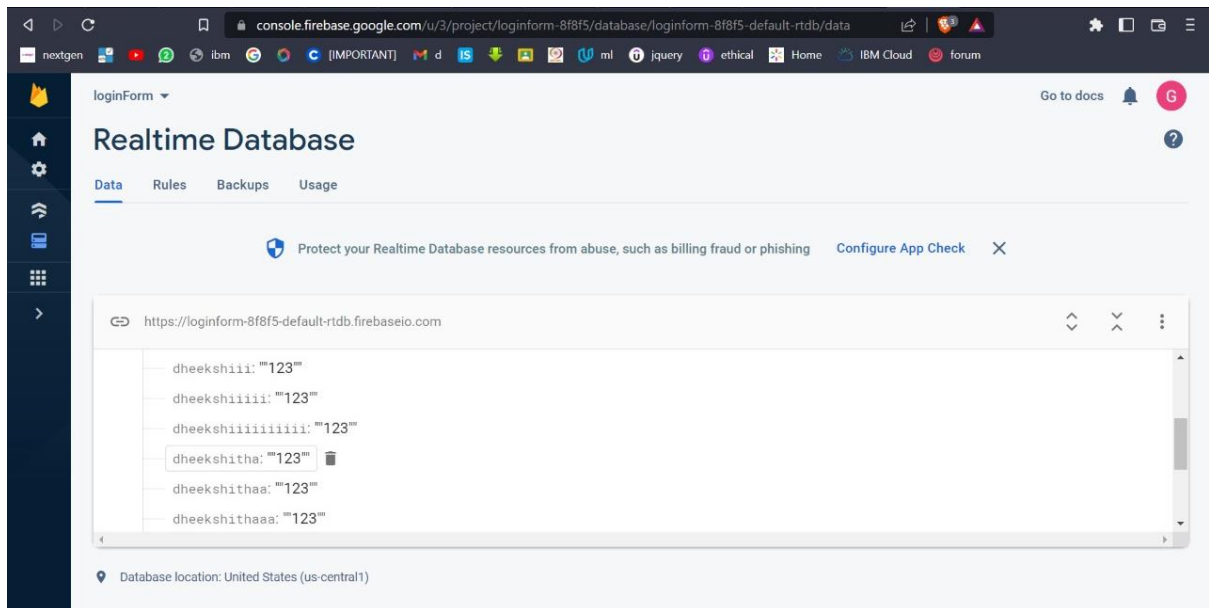 console.firebase.google.com/u/3/project/loginform-8f8f5/database/loginform-8f8f5-default-rtdb/data 3
nextgen 2 ibm G C [IMPORTANT] M d IS ml jquery ethical Home IBM Cloud forum
loginForm Go to docs G
Realtime Database ?
Data Rules Backups Usage
Protect your Realtime Database resources from abuse, such as billing fraud or phishing Configure App Check
https://loginform-8f8f5-default-rtdb.firebaseio.com
dheekshiii: ""123""
dheekshiiiii: ""123""
dheekshiiiiiiiiii: ""123""
dheekshitha: ""123""
dheekshithaa: ""123""
dheekshithaaa: ""123""
Database location: United States (us-central1)